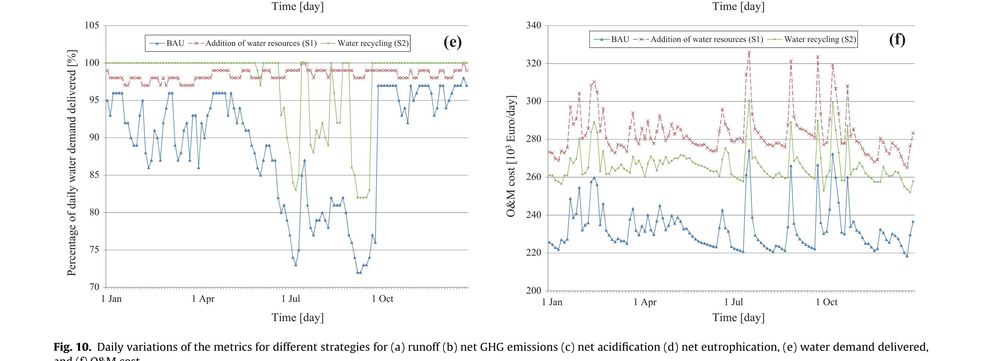 Time [day]
Time [day]
105
100
95
90
85
80
75
70
Percentage of daily water demand delivered [%]
BAU Addition of water resources (S1) Water recycling (S2)
(e)
1 Jan 1 Apr 1 Jul 1 Oct
Time [day]
340
320
300
280
260
240
220
200
O&M cost [10³ Euro/day]
BAU Addition of water resources (S1) Water recycling (S2)
(f)
1 Jan 1 Apr 1 Jul 1 Oct
Time [day]
Fig. 10. Daily variations of the metrics for different strategies for (a) runoff (b) net GHG emissions (c) net acidification (d) net eutrophication, (e) water demand delivered,
and (f) O&M cost.